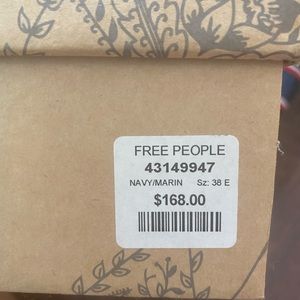 FREE PEOPLE
43149947
NAVY/MARIN Sz: 38 E
$168.00